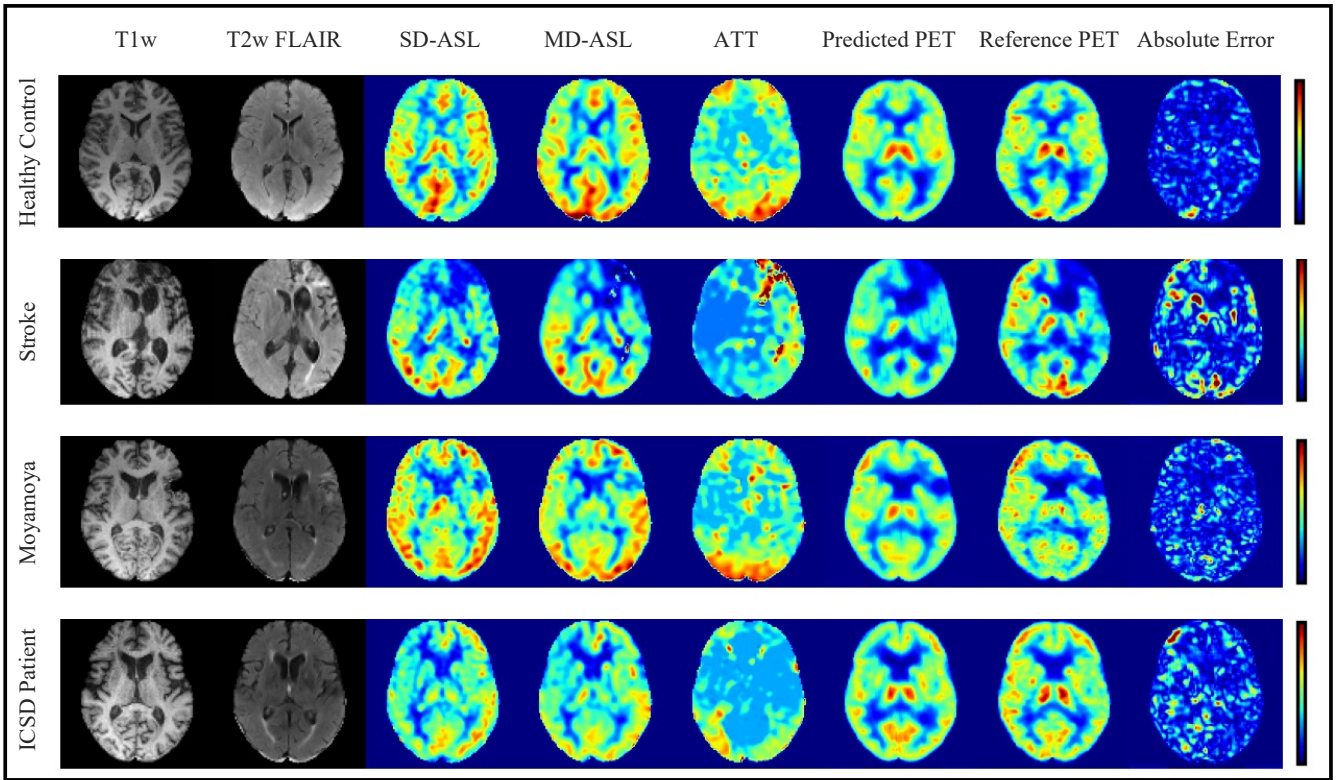 T1w T2w FLAIR SD-ASL MD-ASL ATT Predicted PET Reference PET Absolute Error
Healthy Control
Stroke
Moyamoya
ICSD Patient